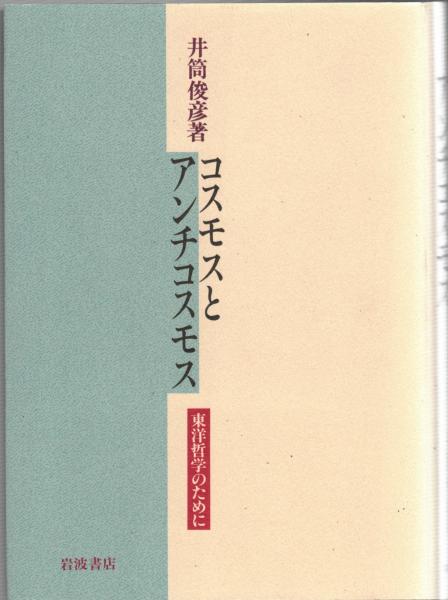 井筒俊彦著
コスモスと
アンチコスモス
東洋哲学のために
岩波書店